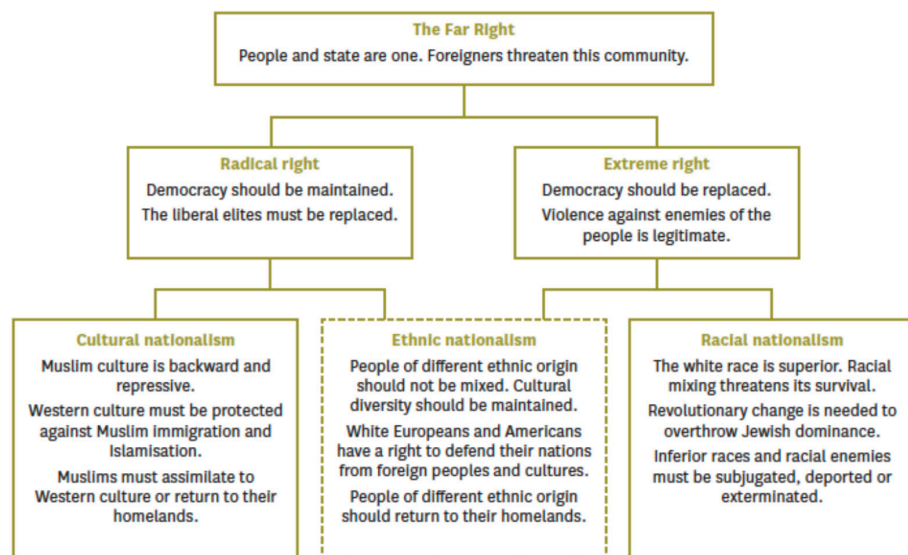 The Far Right
People and state are one. Foreigners threaten this community.
Radical right
Democracy should be maintained.
The liberal elites must be replaced.
Extreme right
Democracy should be replaced.
Violence against enemies of the
people is legitimate.
Cultural nationalism
Muslim culture is backward and
repressive.
Western culture must be protected
against Muslim immigration and
Islamisation.
Muslims must assimilate to
Western culture or return to their
homelands.
Ethnic nationalism
People of different ethnic origin
should not be mixed. Cultural
diversity should be maintained.
White Europeans and Americans
have a right to defend their nations
from foreign peoples and cultures.
People of different ethnic origin
should return to their homelands.
Racial nationalism
The white race is superior. Racial
mixing threatens its survival.
Revolutionary change is needed to
overthrow Jewish dominance.
Inferior races and racial enemies
must be subjugated, deported or
exterminated.